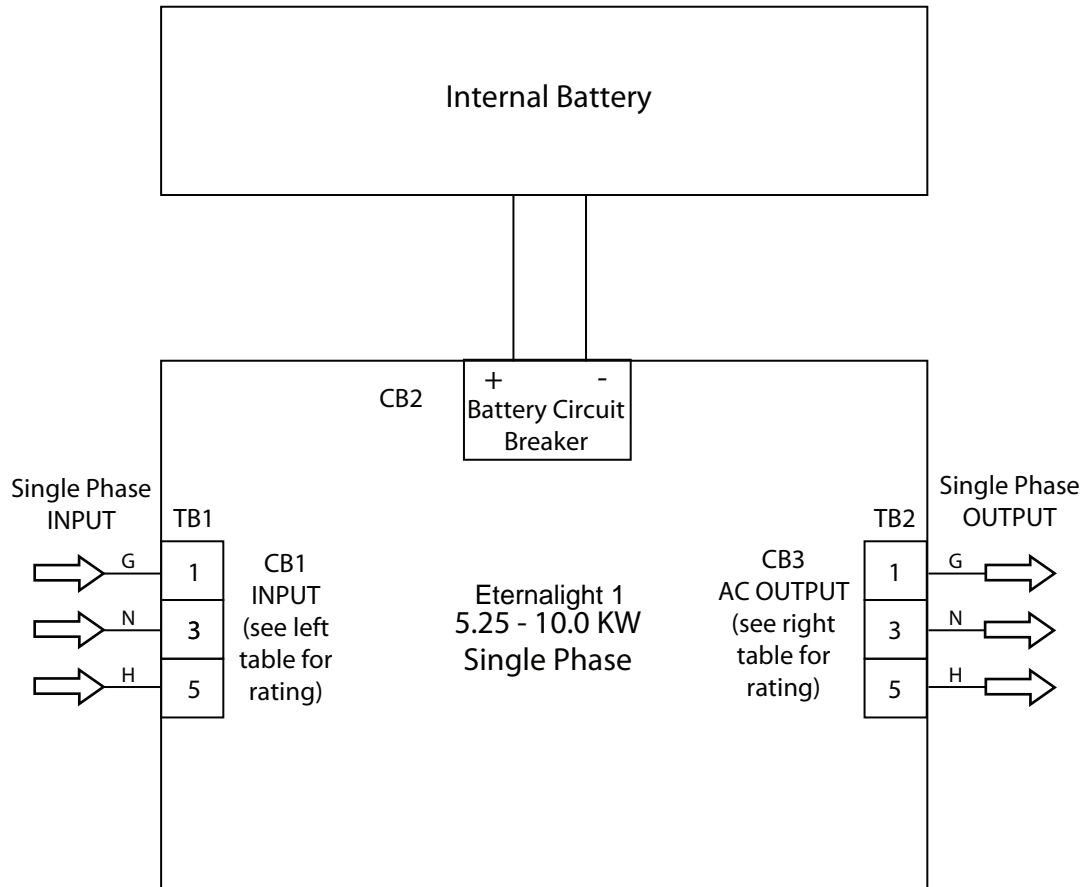 Internal Battery
CB2
+ -
Battery Circuit
Breaker
Single Phase
INPUT
TB1
G
1
N
3
H
5
CB1
INPUT
(see left
table for
rating)
Eternalight 1
5.25 - 10.0 KW
Single Phase
CB3
AC OUTPUT
(see right
table for
rating)
TB2
1
G
3
N
5
H
Single Phase
OUTPUT